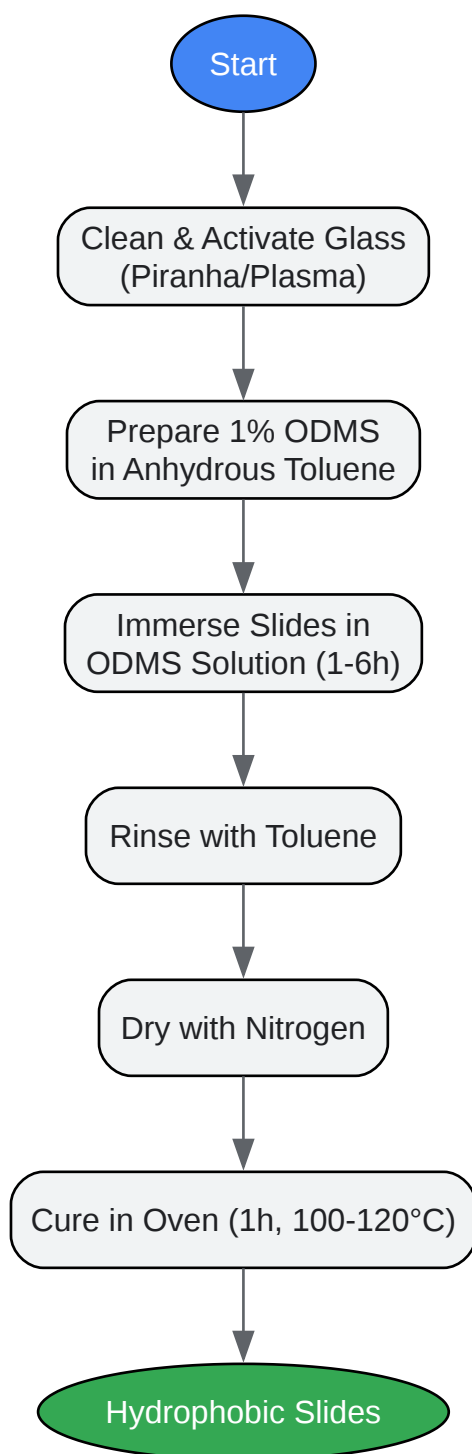 Start
Clean & Activate Glass
(Piranha/Plasma)
Prepare 1% ODMS
in Anhydrous Toluene
Immerse Slides in
ODMS Solution (1-6h)
Rinse with Toluene
Dry with Nitrogen
Cure in Oven (1h, 100-120°C)
Hydrophobic Slides